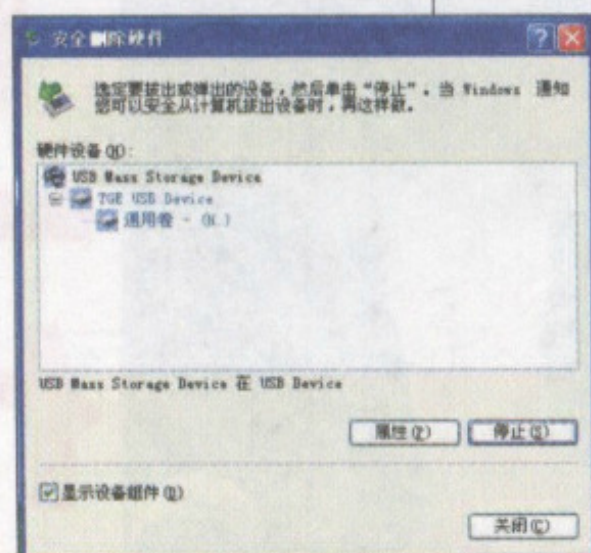 安全删除硬件
选定要拔出或弹出的设备，然后单击“停止”。当 Windows 通知
您可以安全从计算机拔出设备时，再这样做。
硬件设备(H):
USB Mass Storage Device
TGE USB Device
通用卷 - (K:)
USB Mass Storage Device 在 USB Device
属性(P)
停止(S)
显示设备组件(D)
关闭(C)